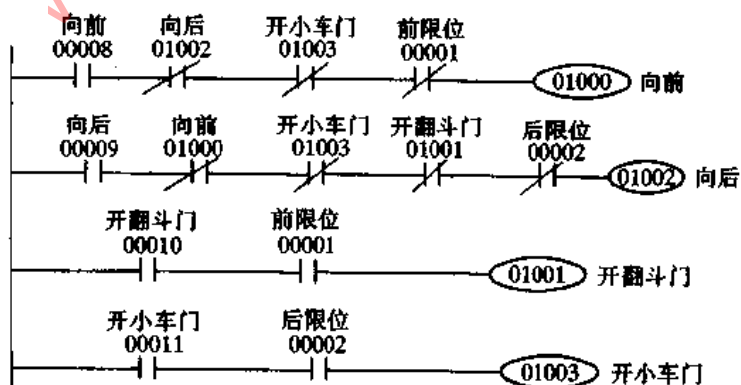 向前 向后 开小车门 前限位
00008 01002 01003 00001
01000 向前
向后 向前 开小车门 开翻斗门 后限位
00009 01000 01003 01001 00002
01002 向后
开翻斗门 前限位
00010 00001
01001 开翻斗门
开小车门 后限位
00011 00002
01003 开小车门